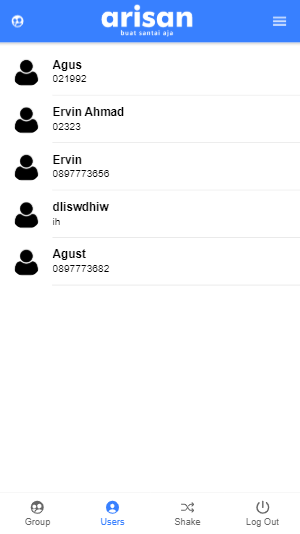 arisan
buat santai aja
Agus
021992
Ervin Ahmad
02323
Ervin
0897773656
dliswdhiw
ih
Agust
0897773682
Group
Users
Shake
Log Out